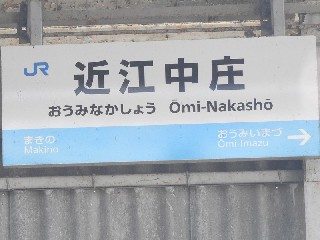 JR 近江中庄
おうみなかしょう Ōmi-Nakashō
まきの おうみいまづ
Makino Ōmi-Imazu